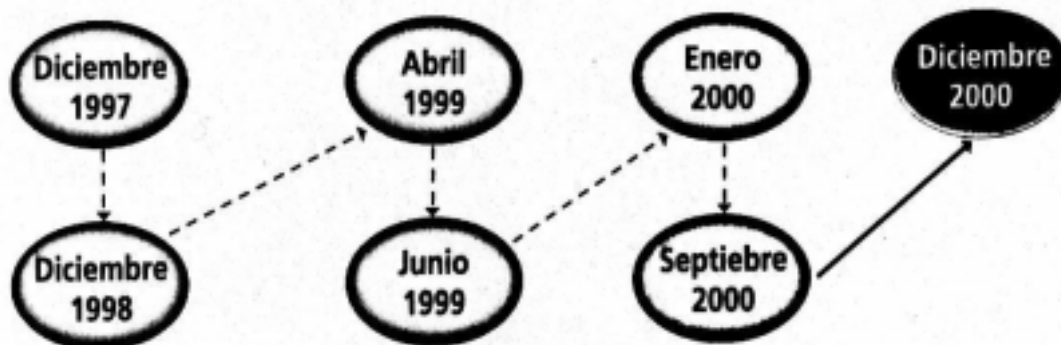 Diciembre
1997
Diciembre
1998
Abril
1999
Junio
1999
Enero
2000
Septiebre
2000
Diciembre
2000